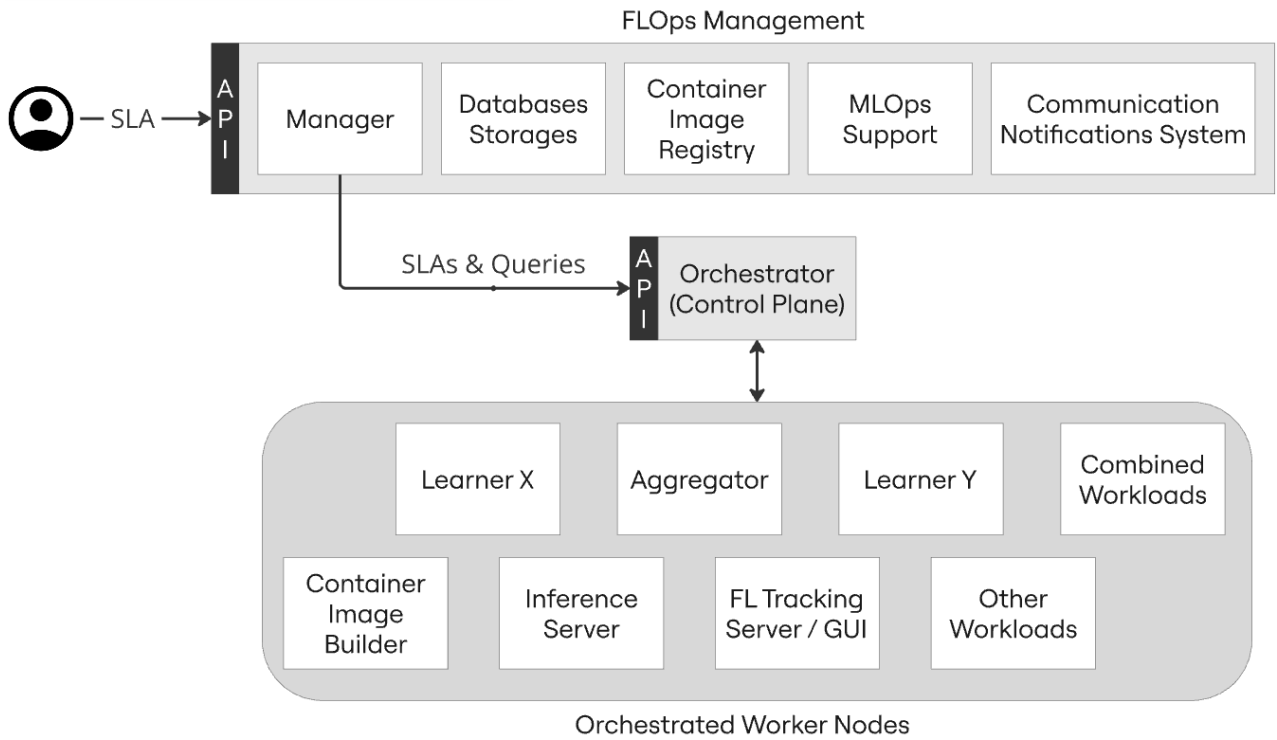 FLOps Management
SLA
A
P
I
Manager
Databases
Storages
Container
Image
Registry
MLOps
Support
Communication
Notifications System
SLAs & Queries
A
P
I
Orchestrator
(Control Plane)
Learner X
Aggregator
Learner Y
Combined
Workloads
Container
Image
Builder
Inference
Server
FL Tracking
Server / GUI
Other
Workloads
Orchestrated Worker Nodes